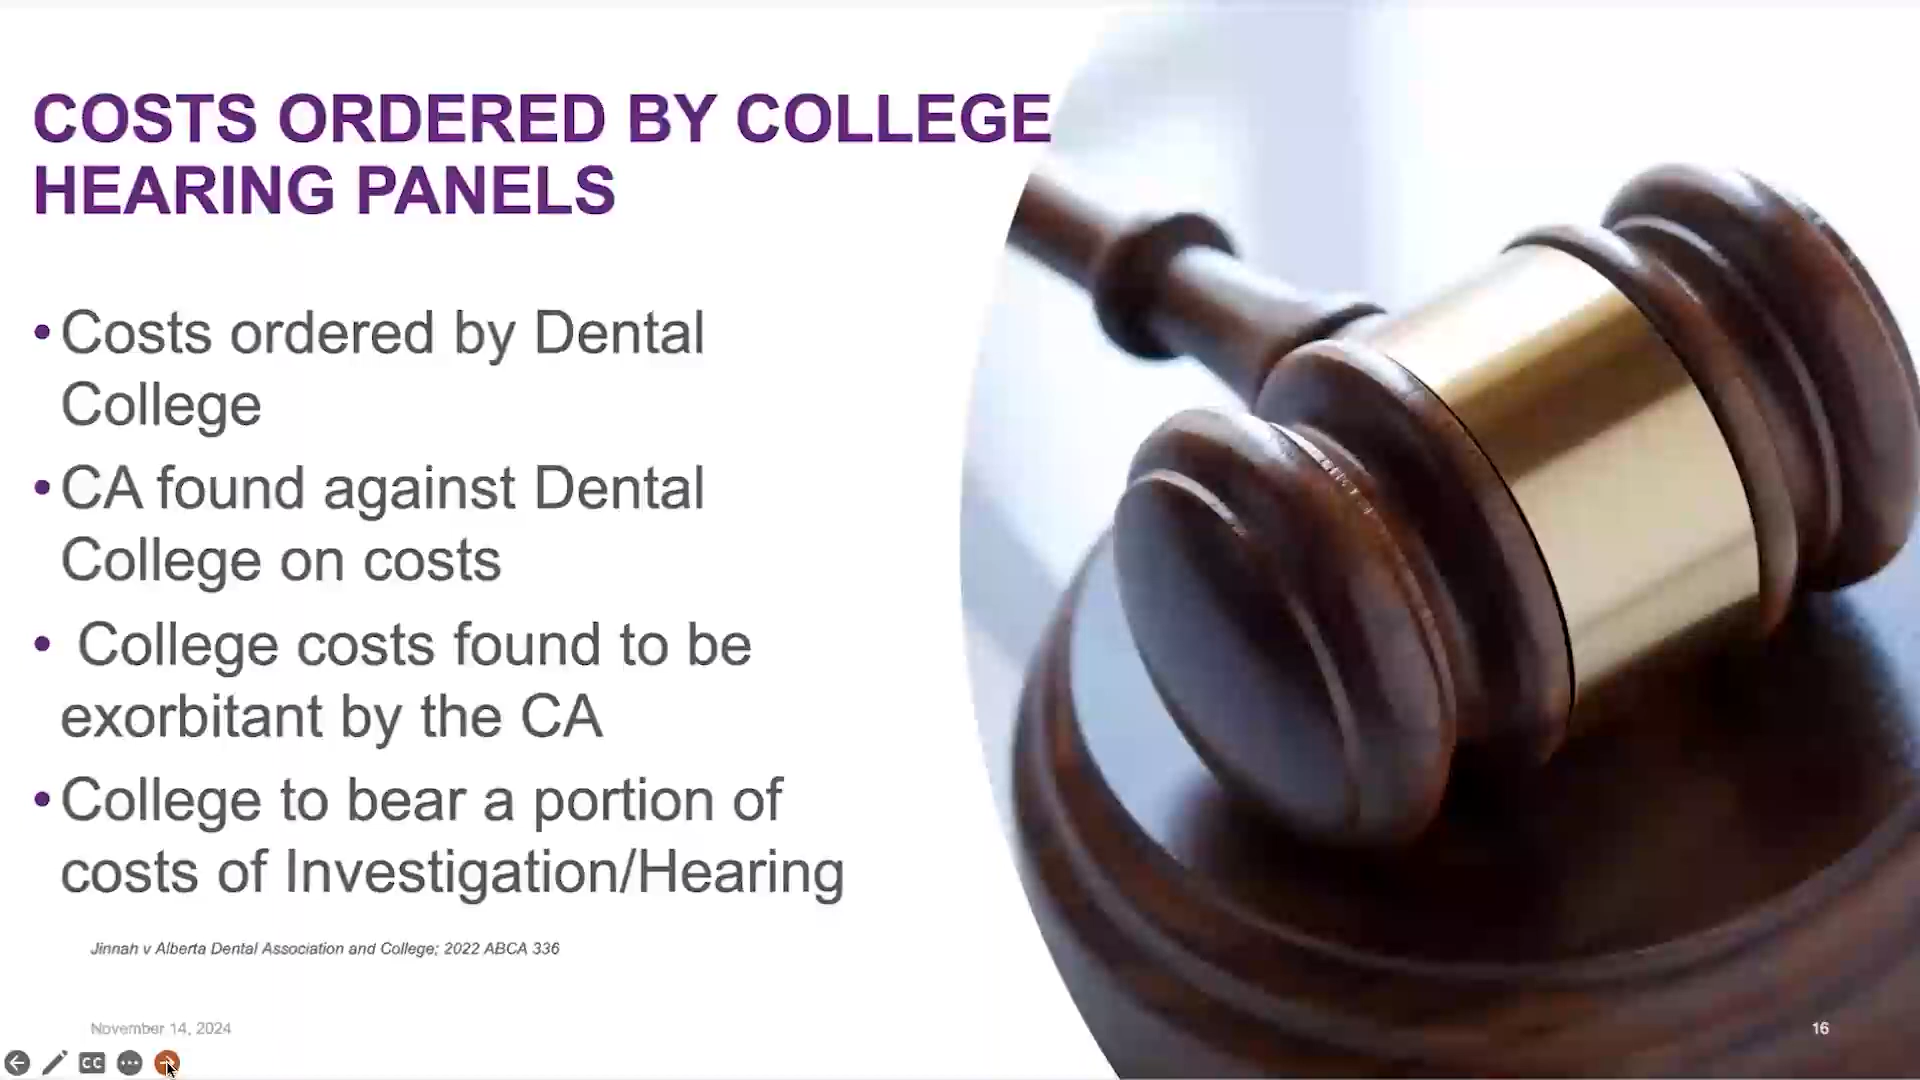 COSTS ORDERED BY COLLEGE
HEARING PANELS
• Costs ordered by Dental
College
• CA found against Dental
College on costs
• College costs found to be
exorbitant by the CA
• College to bear a portion of
costs of Investigation/Hearing
Jinnah v Alberta Dental Association and College; 2022 ABCA 336
November 14, 2024
16
CC